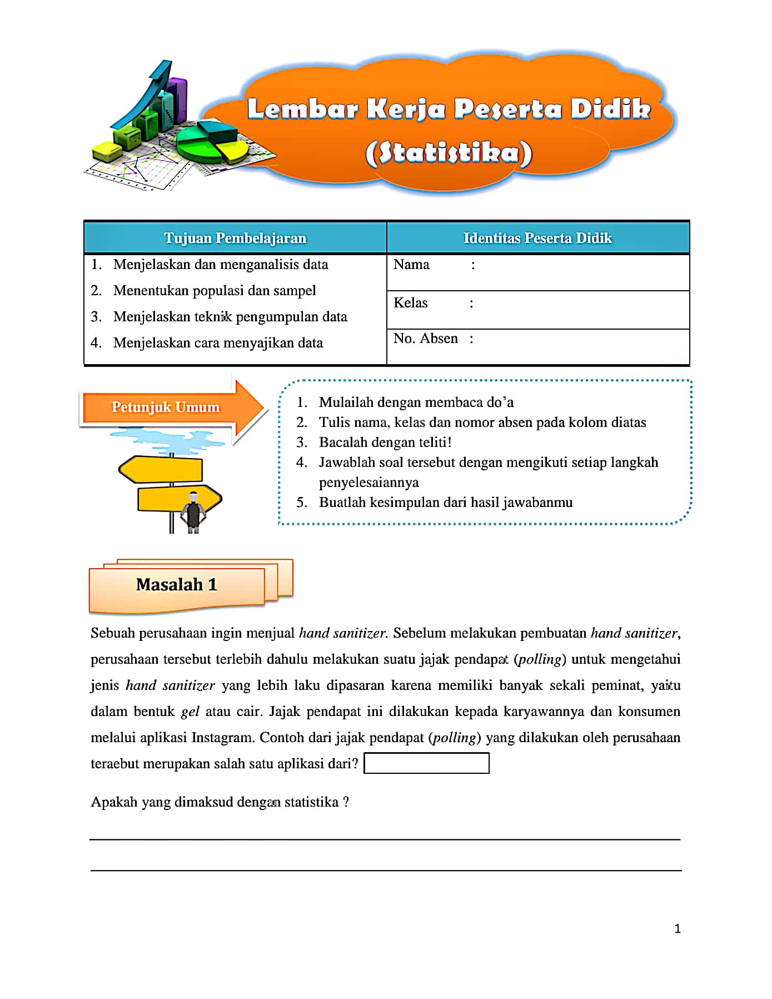 Lembar Kerja Peserta Didik
(Statistika)
Tujuan Pembelajaran
1. Menjelaskan dan menganalisis data
2. Menentukan populasi dan sampel
3. Menjelaskan teknik pengumpulan data
4. Menjelaskan cara menyajikan data
Identitas Peserta Didik
Nama :
Kelas :
No. Absen :
Petunjuk Umum
1. Mulailah dengan membaca do’a
2. Tulis nama, kelas dan nomor absen pada kolom diatas
3. Bacalah dengan teliti!
4. Jawablah soal tersebut dengan mengikuti setiap langkah
penyelesaiannya
5. Buatlah kesimpulan dari hasil jawabanmu
Masalah 1
Sebuah perusahaan ingin menjual hand sanitizer. Sebelum melakukan pembuatan hand sanitizer,
perusahaan tersebut terlebih dahulu melakukan suatu jajak pendapat (polling) untuk mengetahui
jenis hand sanitizer yang lebih laku dipasaran karena memiliki banyak sekali peminat, yaitu
dalam bentuk gel atau cair. Jajak pendapat ini dilakukan kepada karyawannya dan konsumen
melalui aplikasi Instagram. Contoh dari jajak pendapat (polling) yang dilakukan oleh perusahaan
teraebut merupakan salah satu aplikasi dari?
Apakah yang dimaksud dengan statistika ?
1